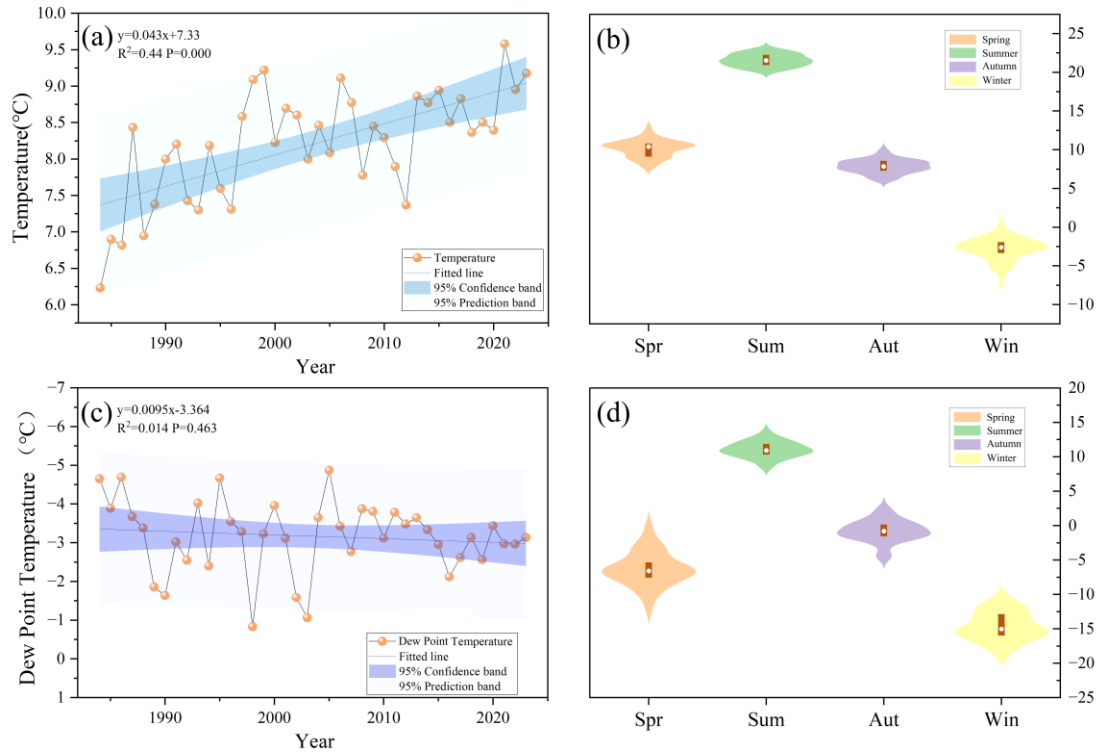 (a)
y=0.043x+7.33
R²=0.44 P=0.000
Temperature(℃)
10.0
9.5
9.0
8.5
8.0
7.5
7.0
6.5
6.0
Temperature
Fitted line
95% Confidence band
95% Prediction band
1990
2000
2010
2020
Year
(b)
Spring
Summer
Autumn
Winter
25
20
15
10
5
0
−5
−10
Spr
Sum
Aut
Win
(c)
y=0.0095x-3.364
R²=0.014 P=0.463
Dew Point Temperature（℃）
−7
−6
−5
−4
−3
−2
−1
0
1
Dew Point Temperature
Fitted line
95% Confidence band
95% Prediction band
1990
2000
2010
2020
Year
(d)
Spring
Summer
Autumn
Winter
20
15
10
5
0
−5
−10
−15
−20
−25
Spr
Sum
Aut
Win